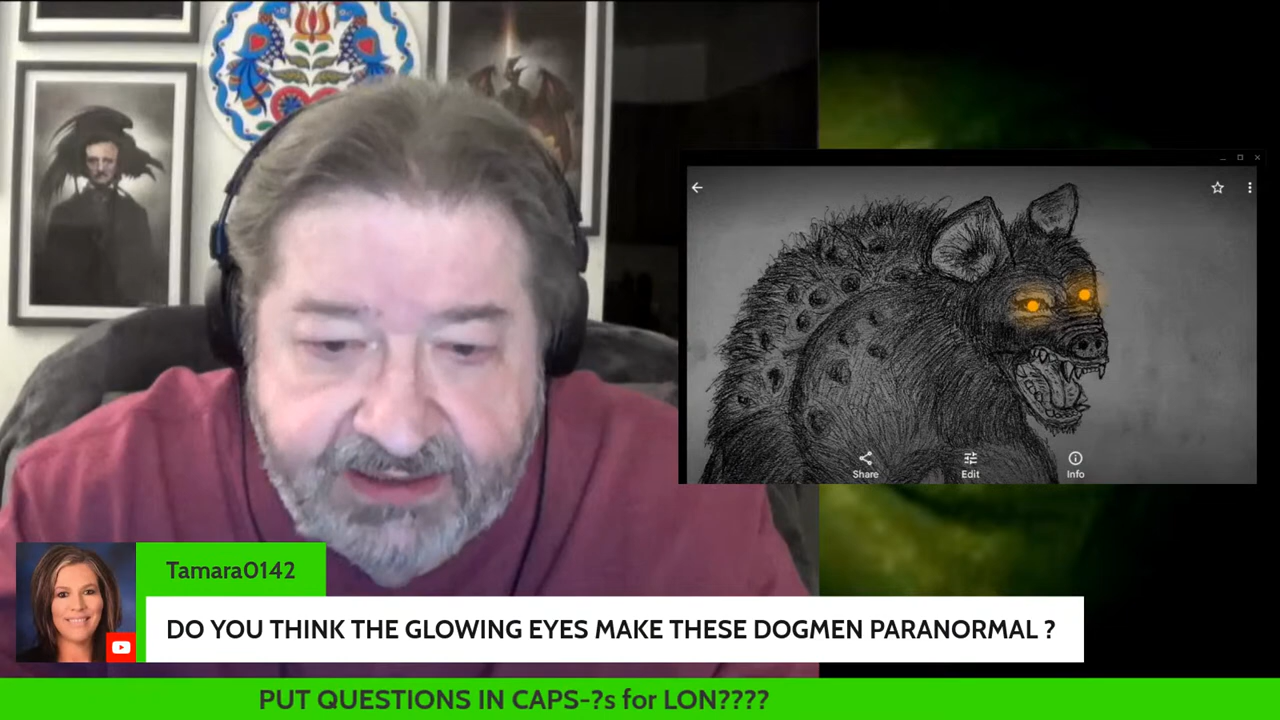 Share
Edit
Info
Tamara0142
DO YOU THINK THE GLOWING EYES MAKE THESE DOGMEN PARANORMAL ?
PUT QUESTIONS IN CAPS-?s for LON????